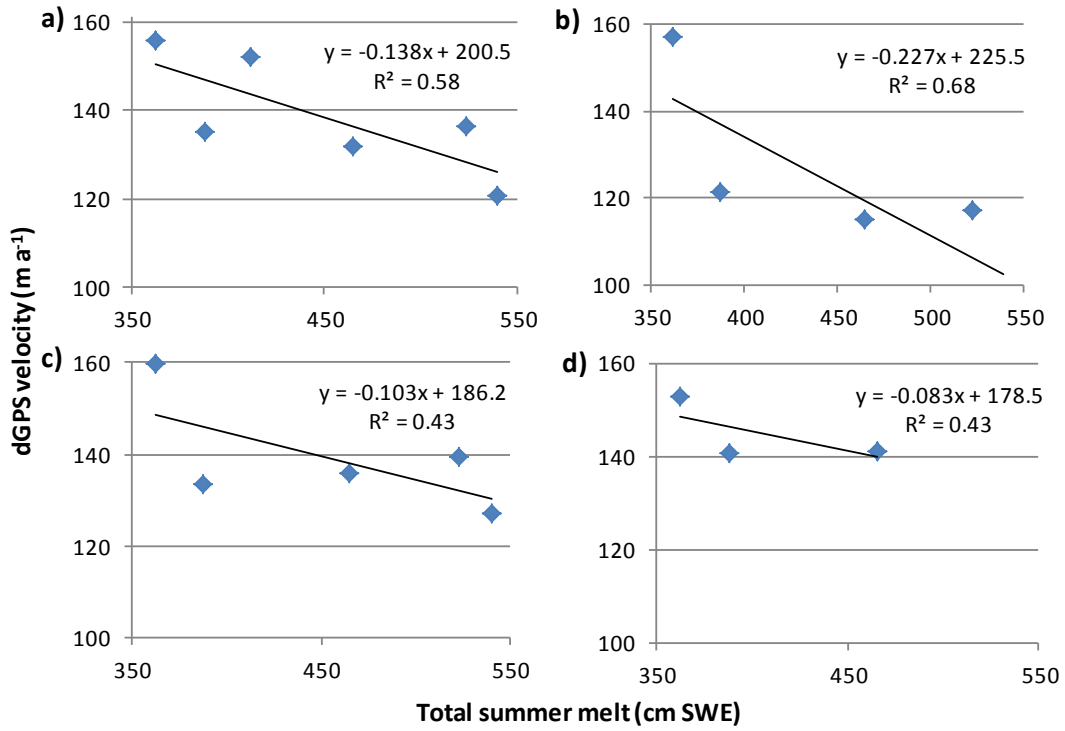 a)
160
140
120
100
350
450
550
y = -0.138x + 200.5
R² = 0.58
b)
160
140
120
100
350
400
450
500
550
y = -0.227x + 225.5
R² = 0.68
c)
160
140
120
100
350
450
550
y = -0.103x + 186.2
R² = 0.43
d)
160
140
120
100
350
450
550
y = -0.083x + 178.5
R² = 0.43
dGPS velocity (m a⁻¹)
Total summer melt (cm SWE)